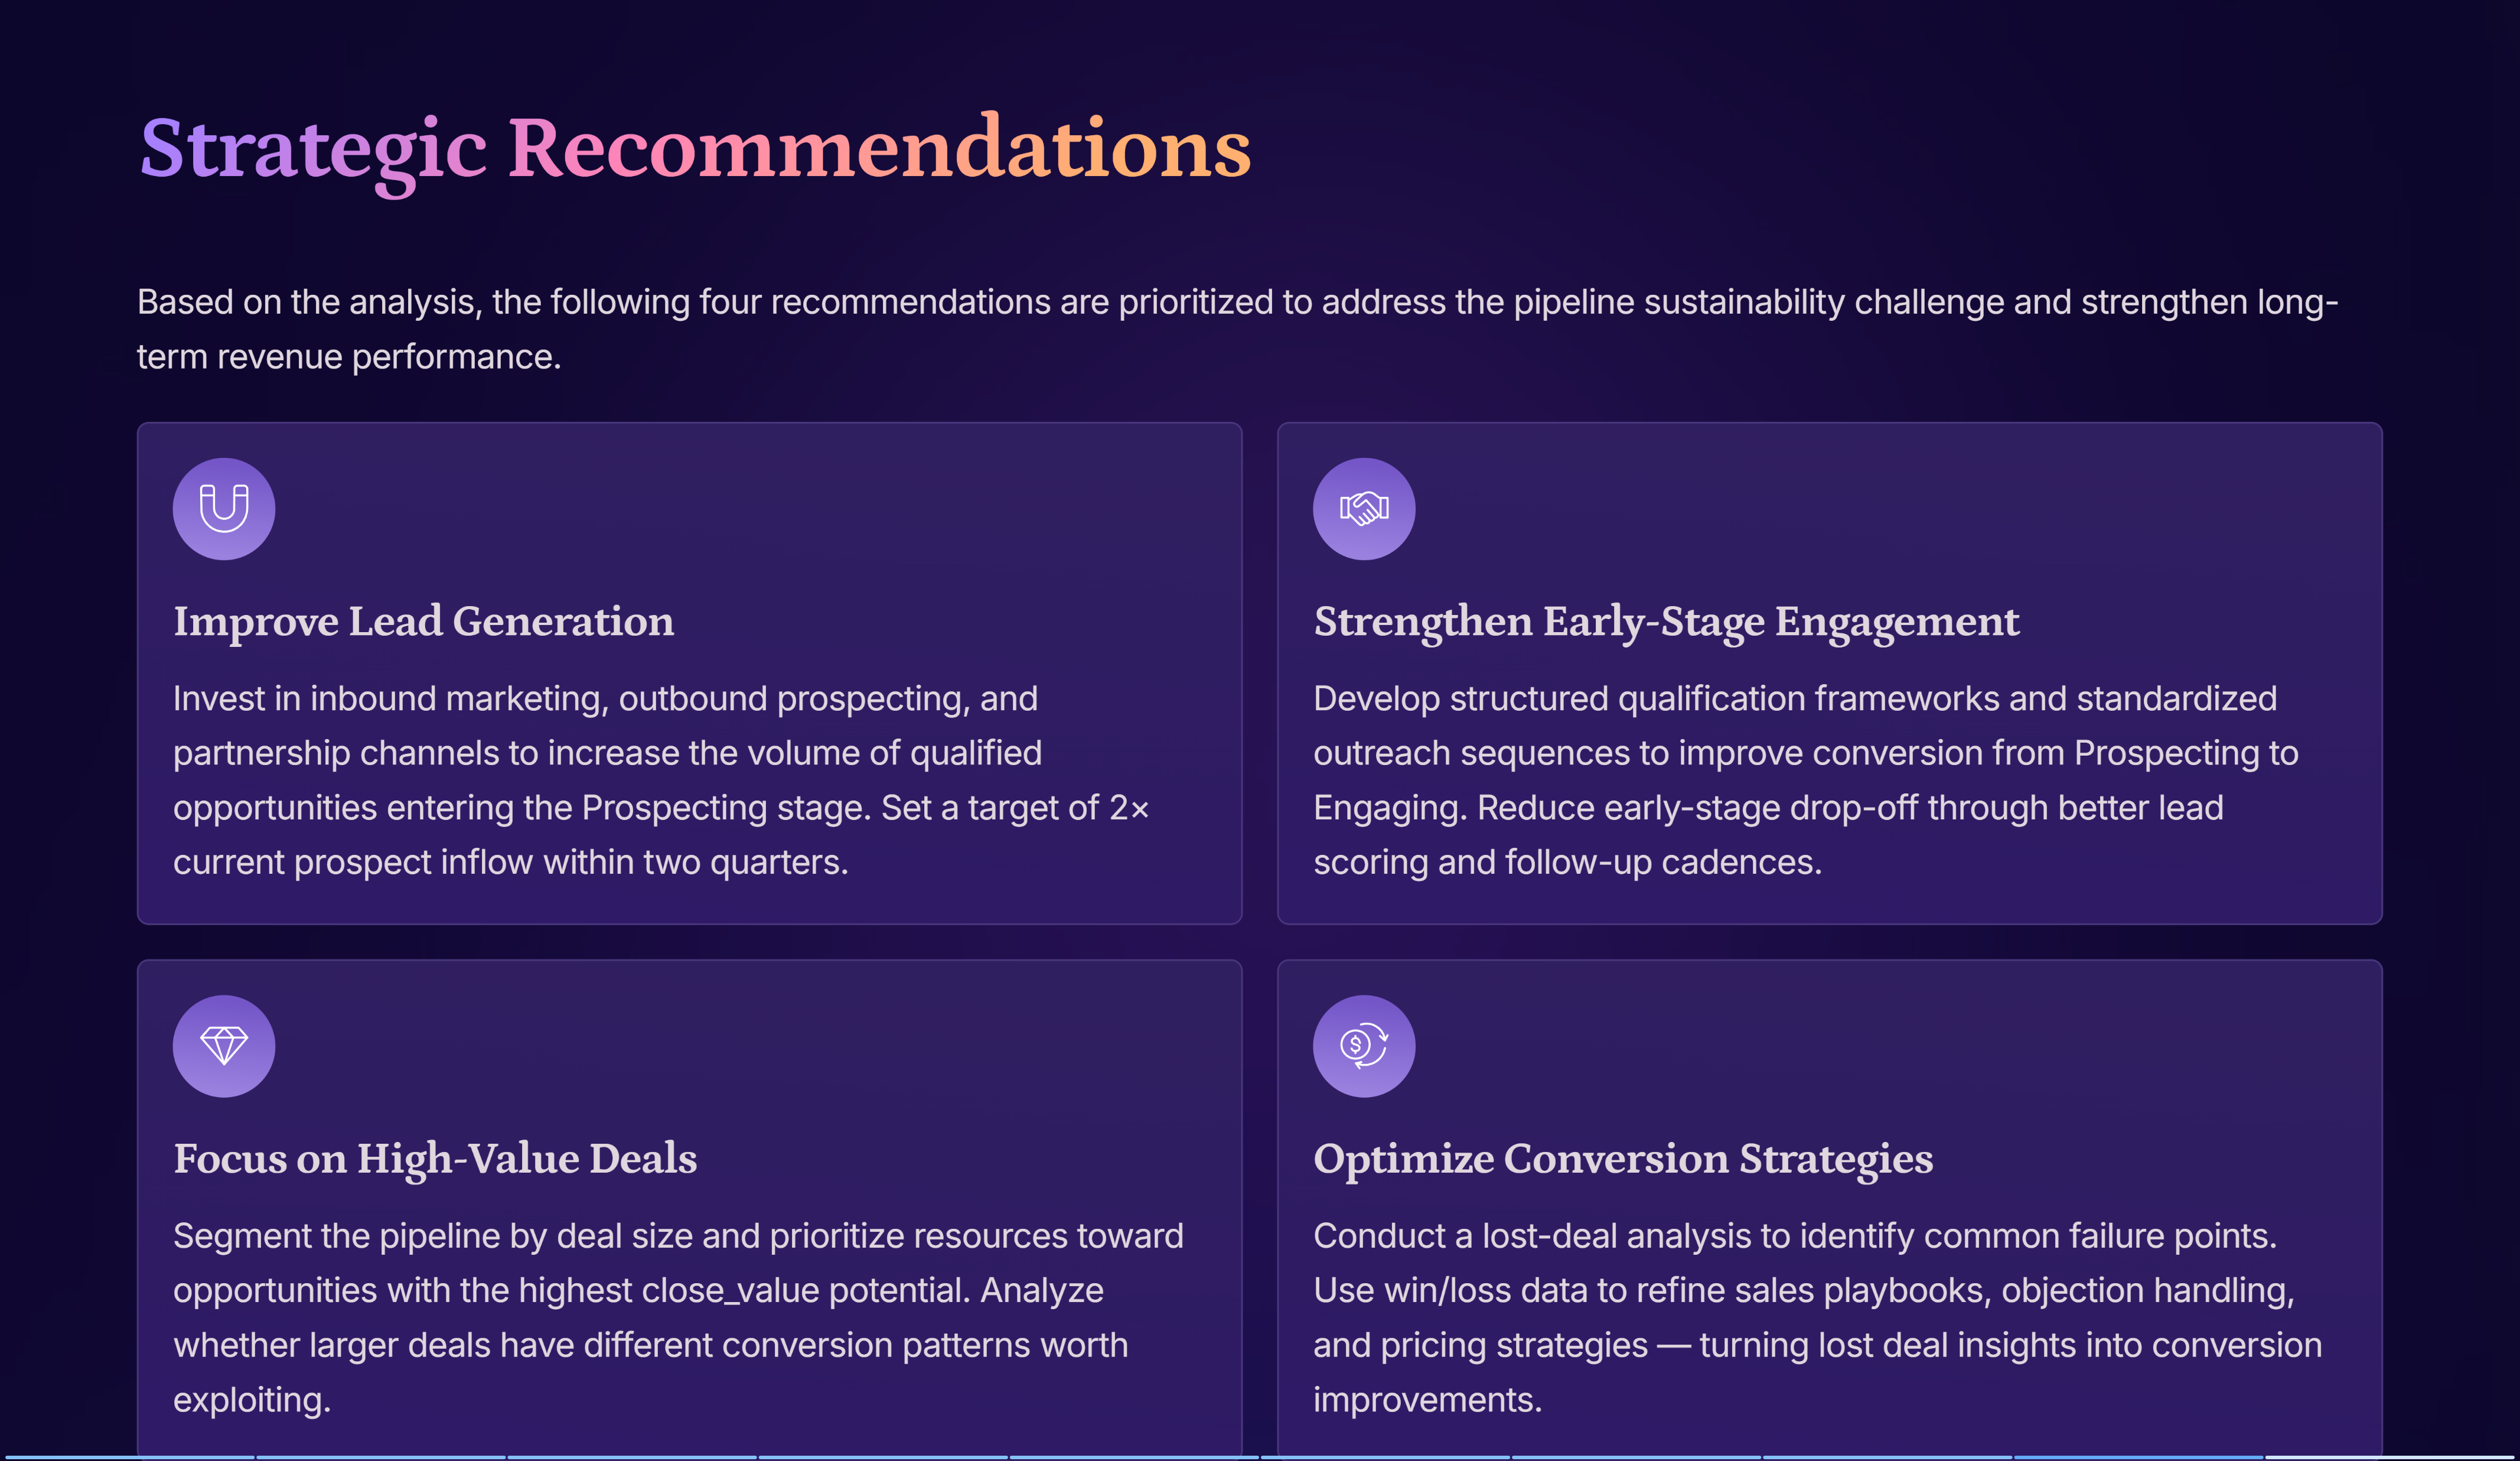 Strategic Recommendations
Based on the analysis, the following four recommendations are prioritized to address the pipeline sustainability challenge and strengthen long-
term revenue performance.
Improve Lead Generation
Invest in inbound marketing, outbound prospecting, and
partnership channels to increase the volume of qualified
opportunities entering the Prospecting stage. Set a target of 2×
current prospect inflow within two quarters.
Strengthen Early-Stage Engagement
Develop structured qualification frameworks and standardized
outreach sequences to improve conversion from Prospecting to
Engaging. Reduce early-stage drop-off through better lead
scoring and follow-up cadences.
Focus on High-Value Deals
Segment the pipeline by deal size and prioritize resources toward
opportunities with the highest close_value potential. Analyze
whether larger deals have different conversion patterns worth
exploiting.
Optimize Conversion Strategies
Conduct a lost-deal analysis to identify common failure points.
Use win/loss data to refine sales playbooks, objection handling,
and pricing strategies — turning lost deal insights into conversion
improvements.